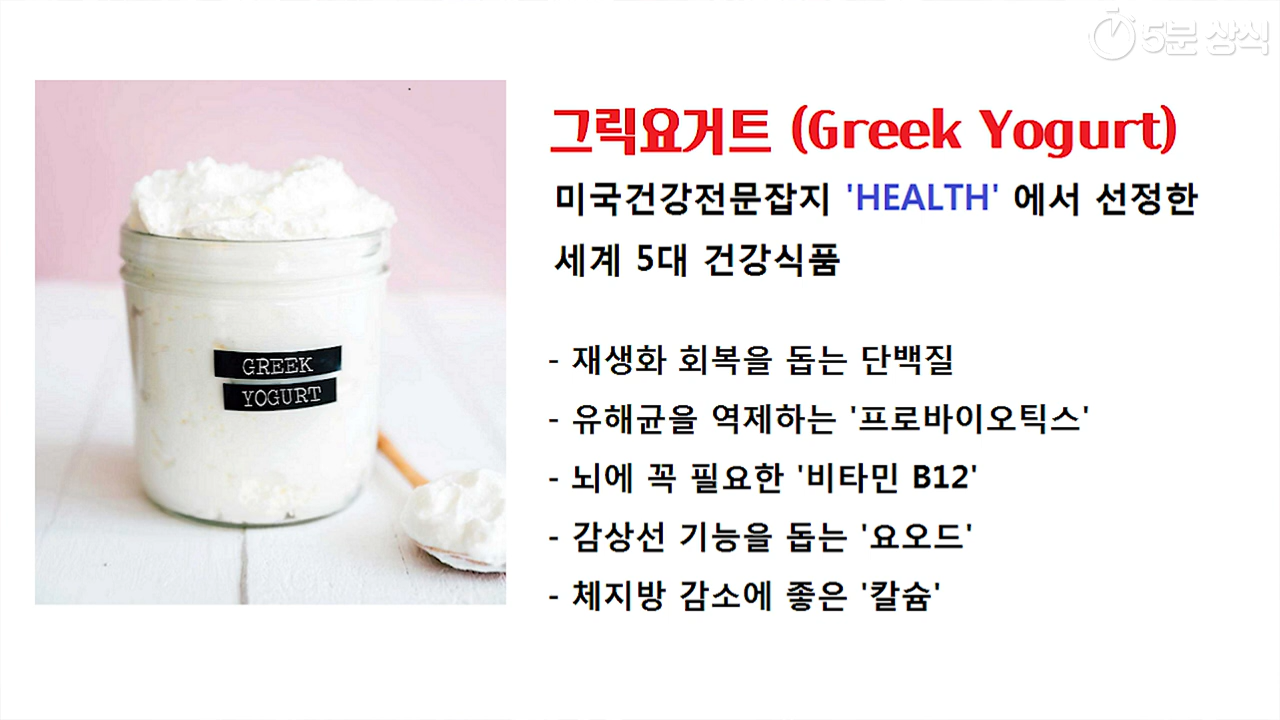 5분 상식
그릭요거트 (Greek Yogurt)
미국건강전문잡지 'HEALTH' 에서 선정한
세계 5대 건강식품
GREEK
YOGURT
- 재생화 회복을 돕는 단백질
- 유해균을 역제하는 '프로바이오틱스'
- 뇌에 꼭 필요한 '비타민 B12'
- 감상선 기능을 돕는 '요오드'
- 체지방 감소에 좋은 '칼슘'